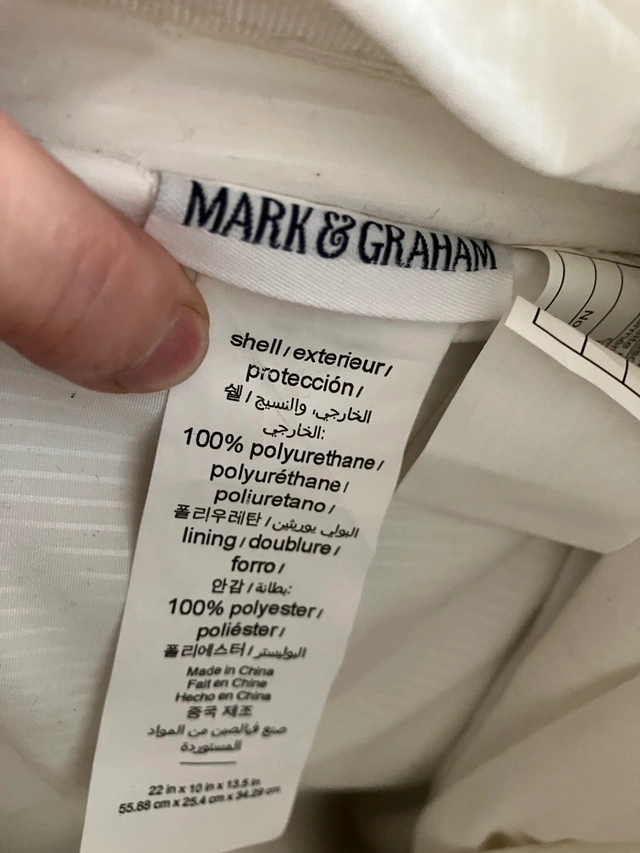 MARK & GRAHAM
shell / exterieur /
protección /
쉘 / الخارجي، والنسيج
الخارجي:
100% polyurethane /
polyuréthane /
poliuretano /
폴리우레탄 / البولي يوريثين
lining / doublure /
forro /
안감 / بطانة:
100% polyester /
poliéster /
폴리에스터 / البوليستر
Made in China
Fait en Chine
Hecho en China
중국 제조
صنع في الصين من المواد
المستوردة
22 in x 10 in x 13.5 in
55.88 cm x 25.4 cm x 34.29 cm